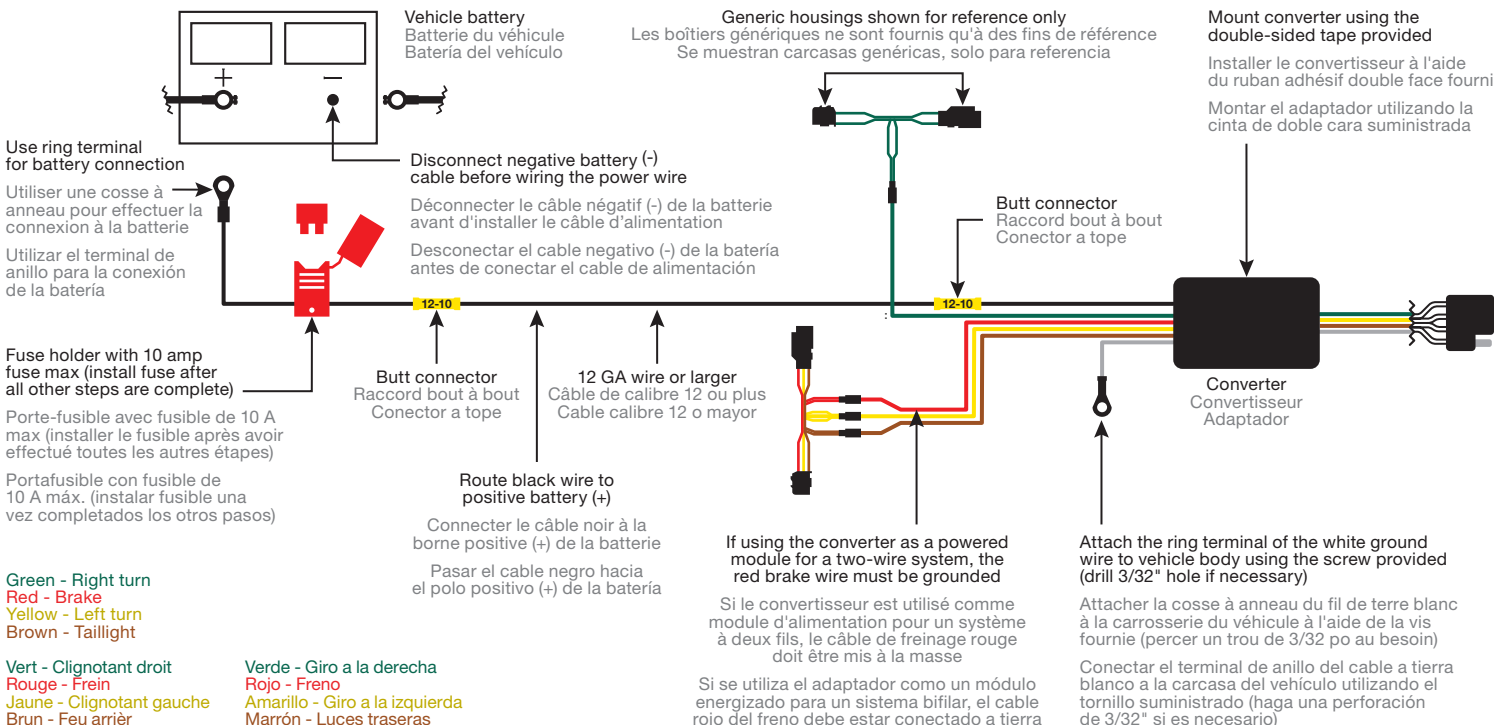 Vehicle battery
Batterie du véhicule
Batería del vehículo
Generic housings shown for reference only
Les boîtiers génériques ne sont fournis qu'à des fins de référence
Se muestran carcasas genéricas, solo para referencia
Mount converter using the
double-sided tape provided
Installer le convertisseur à l'aide
du ruban adhésif double face fourni
Montar el adaptador utilizando la
cinta de doble cara suministrada
+
−
Use ring terminal
for battery connection
Utiliser une cosse à
anneau pour effectuer la
connexion à la batterie
Utilizar el terminal de
anillo para la conexión
de la batería
Disconnect negative battery (-)
cable before wiring the power wire
Déconnecter le câble négatif (-) de la batterie
avant d'installer le câble d’alimentation
Desconectar el cable negativo (-) de la batería
antes de conectar el cable de alimentación
Butt connector
Raccord bout à bout
Conector a tope
12-10
12-10
Fuse holder with 10 amp
fuse max (install fuse after
all other steps are complete)
Porte-fusible avec fusible de 10 A
max (installer le fusible après avoir
effectué toutes les autres étapes)
Portafusible con fusible de
10 A máx. (instalar fusible una
vez completados los otros pasos)
Butt connector
Raccord bout à bout
Conector a tope
12 GA wire or larger
Câble de calibre 12 ou plus
Cable calibre 12 o mayor
Route black wire to
positive battery (+)
Connecter le câble noir à la
borne positive (+) de la batterie
Pasar el cable negro hacia
el polo positivo (+) de la batería
Converter
Convertisseur
Adaptador
If using the converter as a powered
module for a two-wire system, the
red brake wire must be grounded
Si le convertisseur est utilisé comme
module d'alimentation pour un système
à deux fils, le câble de freinage rouge
doit être mis à la masse
Si se utiliza el adaptador como un módulo
energizado para un sistema bifilar, el cable
rojo del freno debe estar conectado a tierra
Attach the ring terminal of the white ground
wire to vehicle body using the screw provided
(drill 3/32" hole if necessary)
Attacher la cosse à anneau du fil de terre blanc
à la carrosserie du véhicule à l'aide de la vis
fournie (percer un trou de 3/32 po au besoin)
Conectar el terminal de anillo del cable a tierra
blanco a la carcasa del vehículo utilizando el
tornillo suministrado (haga una perforación
de 3/32" si es necesario)
Green - Right turn
Red - Brake
Yellow - Left turn
Brown - Taillight
Vert - Clignotant droit
Rouge - Frein
Jaune - Clignotant gauche
Brun - Feu arrièr
Verde - Giro a la derecha
Rojo - Freno
Amarillo - Giro a la izquierda
Marrón - Luces traseras